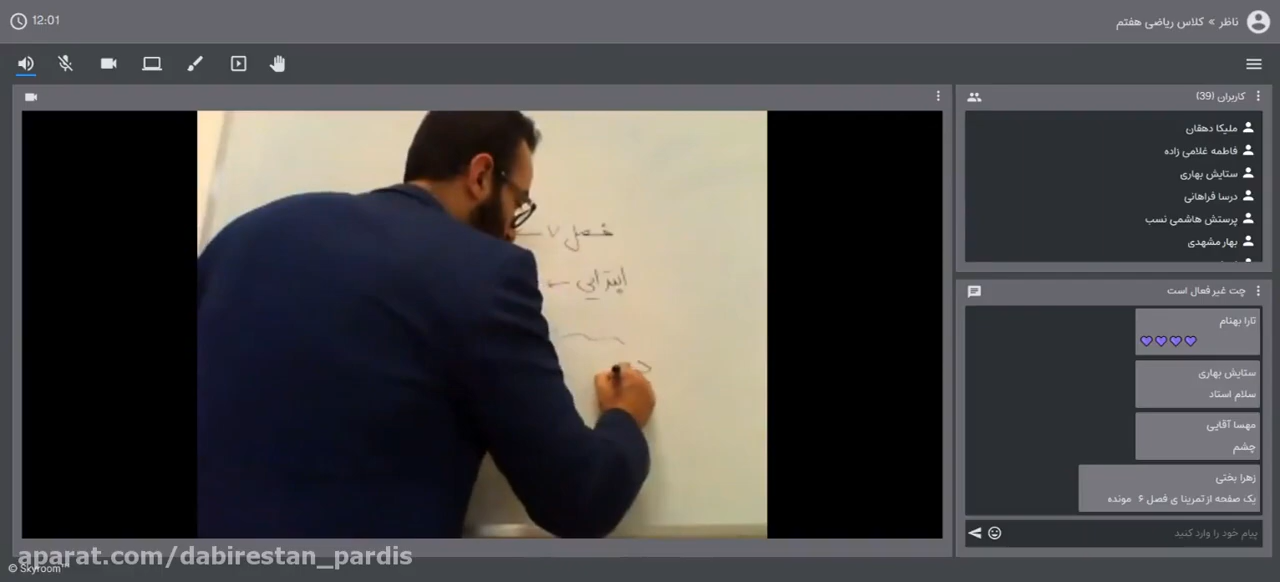 12:01
ناظر » کلاس ریاضی هفتم
کاربران (39)
ملیکا دهقان
فاطمه غلامی زاده
ستایش بهاری
درسا فراهانی
پرستش هاشمی نسب
بهار مشهدی
فصل ۷ ←
ابتدایی ←
چت غیر فعال است
تارا بهنام
💜💜💜💜
ستایش بهاری
سلام استاد
مهسا آقایی
چشم
زهرا بختی
یک صفحه از تمرینا ی فصل ۶ مونده
پیام خود را وارد کنید
aparat.com/dabirestan_pardis
© Skyroom™